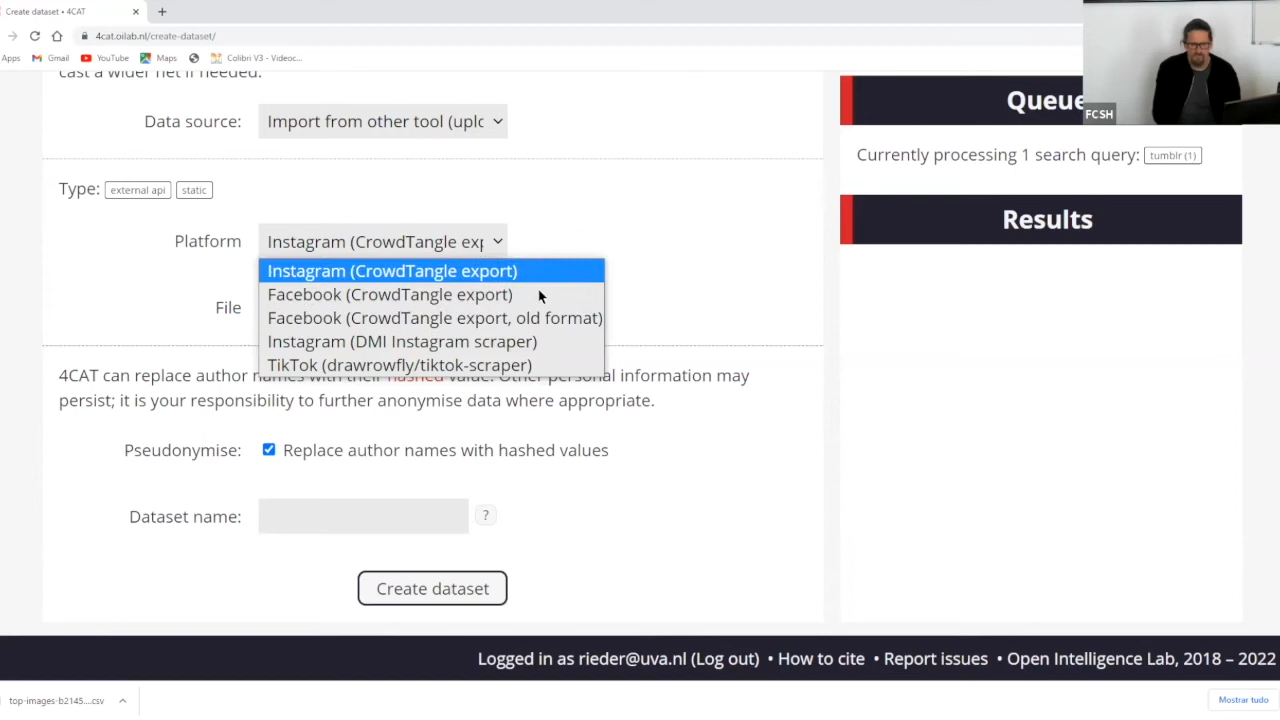 Create dataset • 4CAT
4cat.oilab.nl/create-dataset/
Apps Gmail YouTube Maps Colibri V3 - Videoc...
cast a wider net if needed.
Data source: Import from other tool (uplc
Type: external api static
Platform Instagram (CrowdTangle exp
Instagram (CrowdTangle export)
Facebook (CrowdTangle export)
Facebook (CrowdTangle export, old format)
Instagram (DMI Instagram scraper)
TikTok (drawrowfly/tiktok-scraper)
File
4CAT can replace author names with their hashed value. Other personal information may
persist; it is your responsibility to further anonymise data where appropriate.
Pseudonymise: Replace author names with hashed values
Dataset name: ?
Create dataset
Queue
FCSH
Currently processing 1 search query: tumblr (1)
Results
Logged in as rieder@uva.nl (Log out) • How to cite • Report issues • Open Intelligence Lab, 2018 – 2022
top-images-b2145....csv
Mostrar tudo